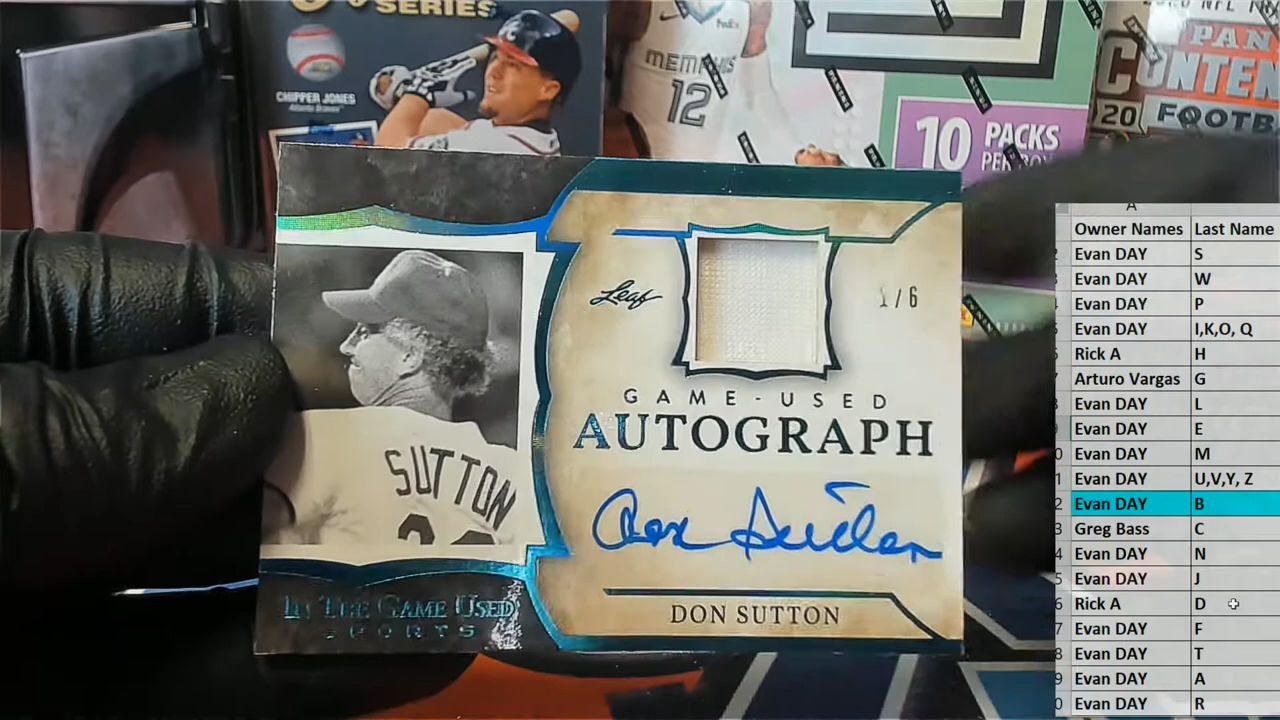 SERIES
CHIPPER JONES
Atlanta Braves
MEMPHIS
12
FedEx
10 PACKS
PER BOX
PANI
CONTEN
20 FOOTB
Leaf
1/6
GAME-USED
AUTOGRAPH
Don Sutton
DON SUTTON
SUTTON
IN THE GAME USED
SPORTS
A
Owner Names Last Name
Evan DAY S
Evan DAY W
Evan DAY P
Evan DAY I,K,O, Q
Rick A H
Arturo Vargas G
Evan DAY L
Evan DAY E
Evan DAY M
Evan DAY U,V,Y, Z
Evan DAY B
Greg Bass C
Evan DAY N
Evan DAY J
Rick A D
Evan DAY F
Evan DAY T
Evan DAY A
Evan DAY R